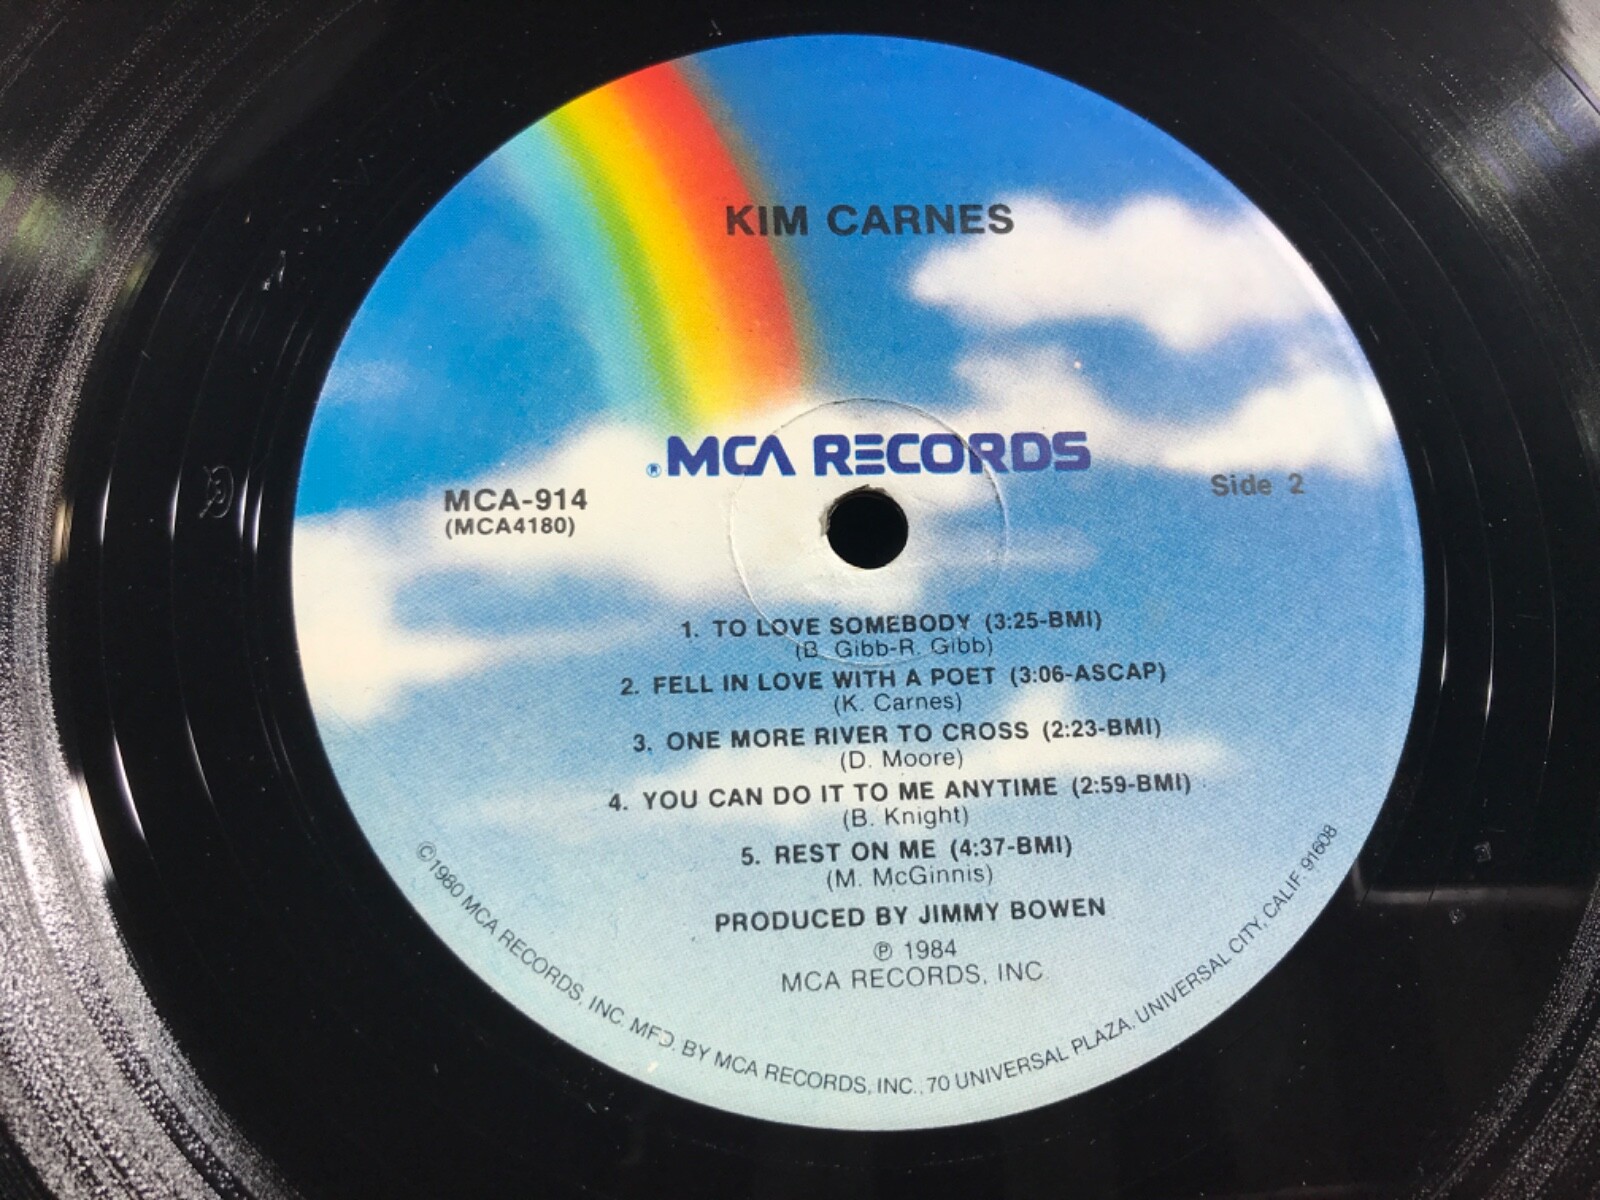 KIM CARNES
® MCA RECORDS
MCA-914
(MCA4180)
Side 2
1. TO LOVE SOMEBODY (3:25-BMI)
(B. Gibb-R. Gibb)
2. FELL IN LOVE WITH A POET (3:06-ASCAP)
(K. Carnes)
3. ONE MORE RIVER TO CROSS (2:23-BMI)
(D. Moore)
4. YOU CAN DO IT TO ME ANYTIME (2:59-BMI)
(B. Knight)
5. REST ON ME (4:37-BMI)
(M. McGinnis)
PRODUCED BY JIMMY BOWEN
℗ 1984
MCA RECORDS, INC
©1980 MCA RECORDS, INC. MFD. BY MCA RECORDS, INC., 70 UNIVERSAL PLAZA. UNIVERSAL CITY, CALIF. 91608